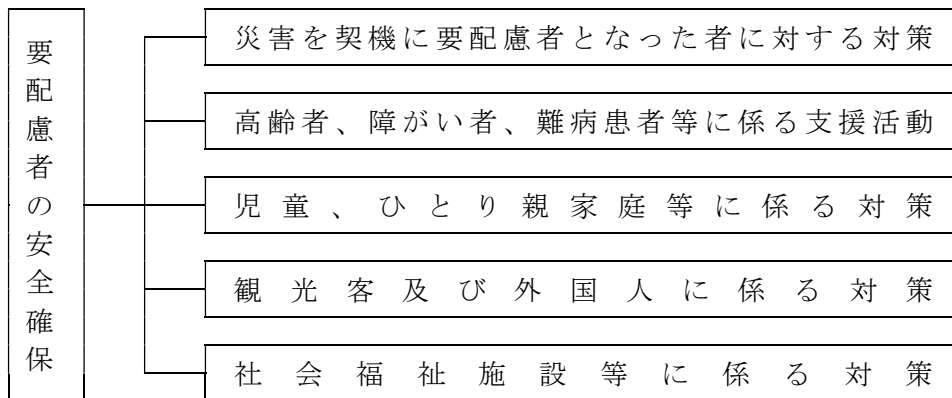 要配慮者の安全確保
災害を契機に要配慮者となった者に対する対策
高齢者、障がい者、難病患者等に係る支援活動
児童、ひとり親家庭等に係る対策
観光客及び外国人に係る対策
社会福祉施設等に係る対策